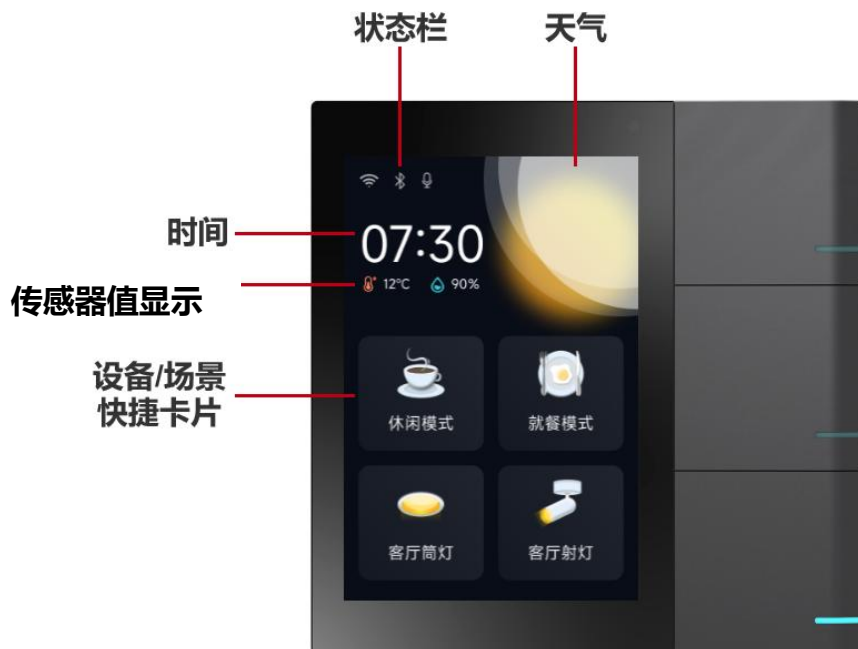 状态栏
天气
时间
07:30
传感器值显示
12℃
90%
设备/场景
快捷卡片
休闲模式
就餐模式
客厅筒灯
客厅射灯